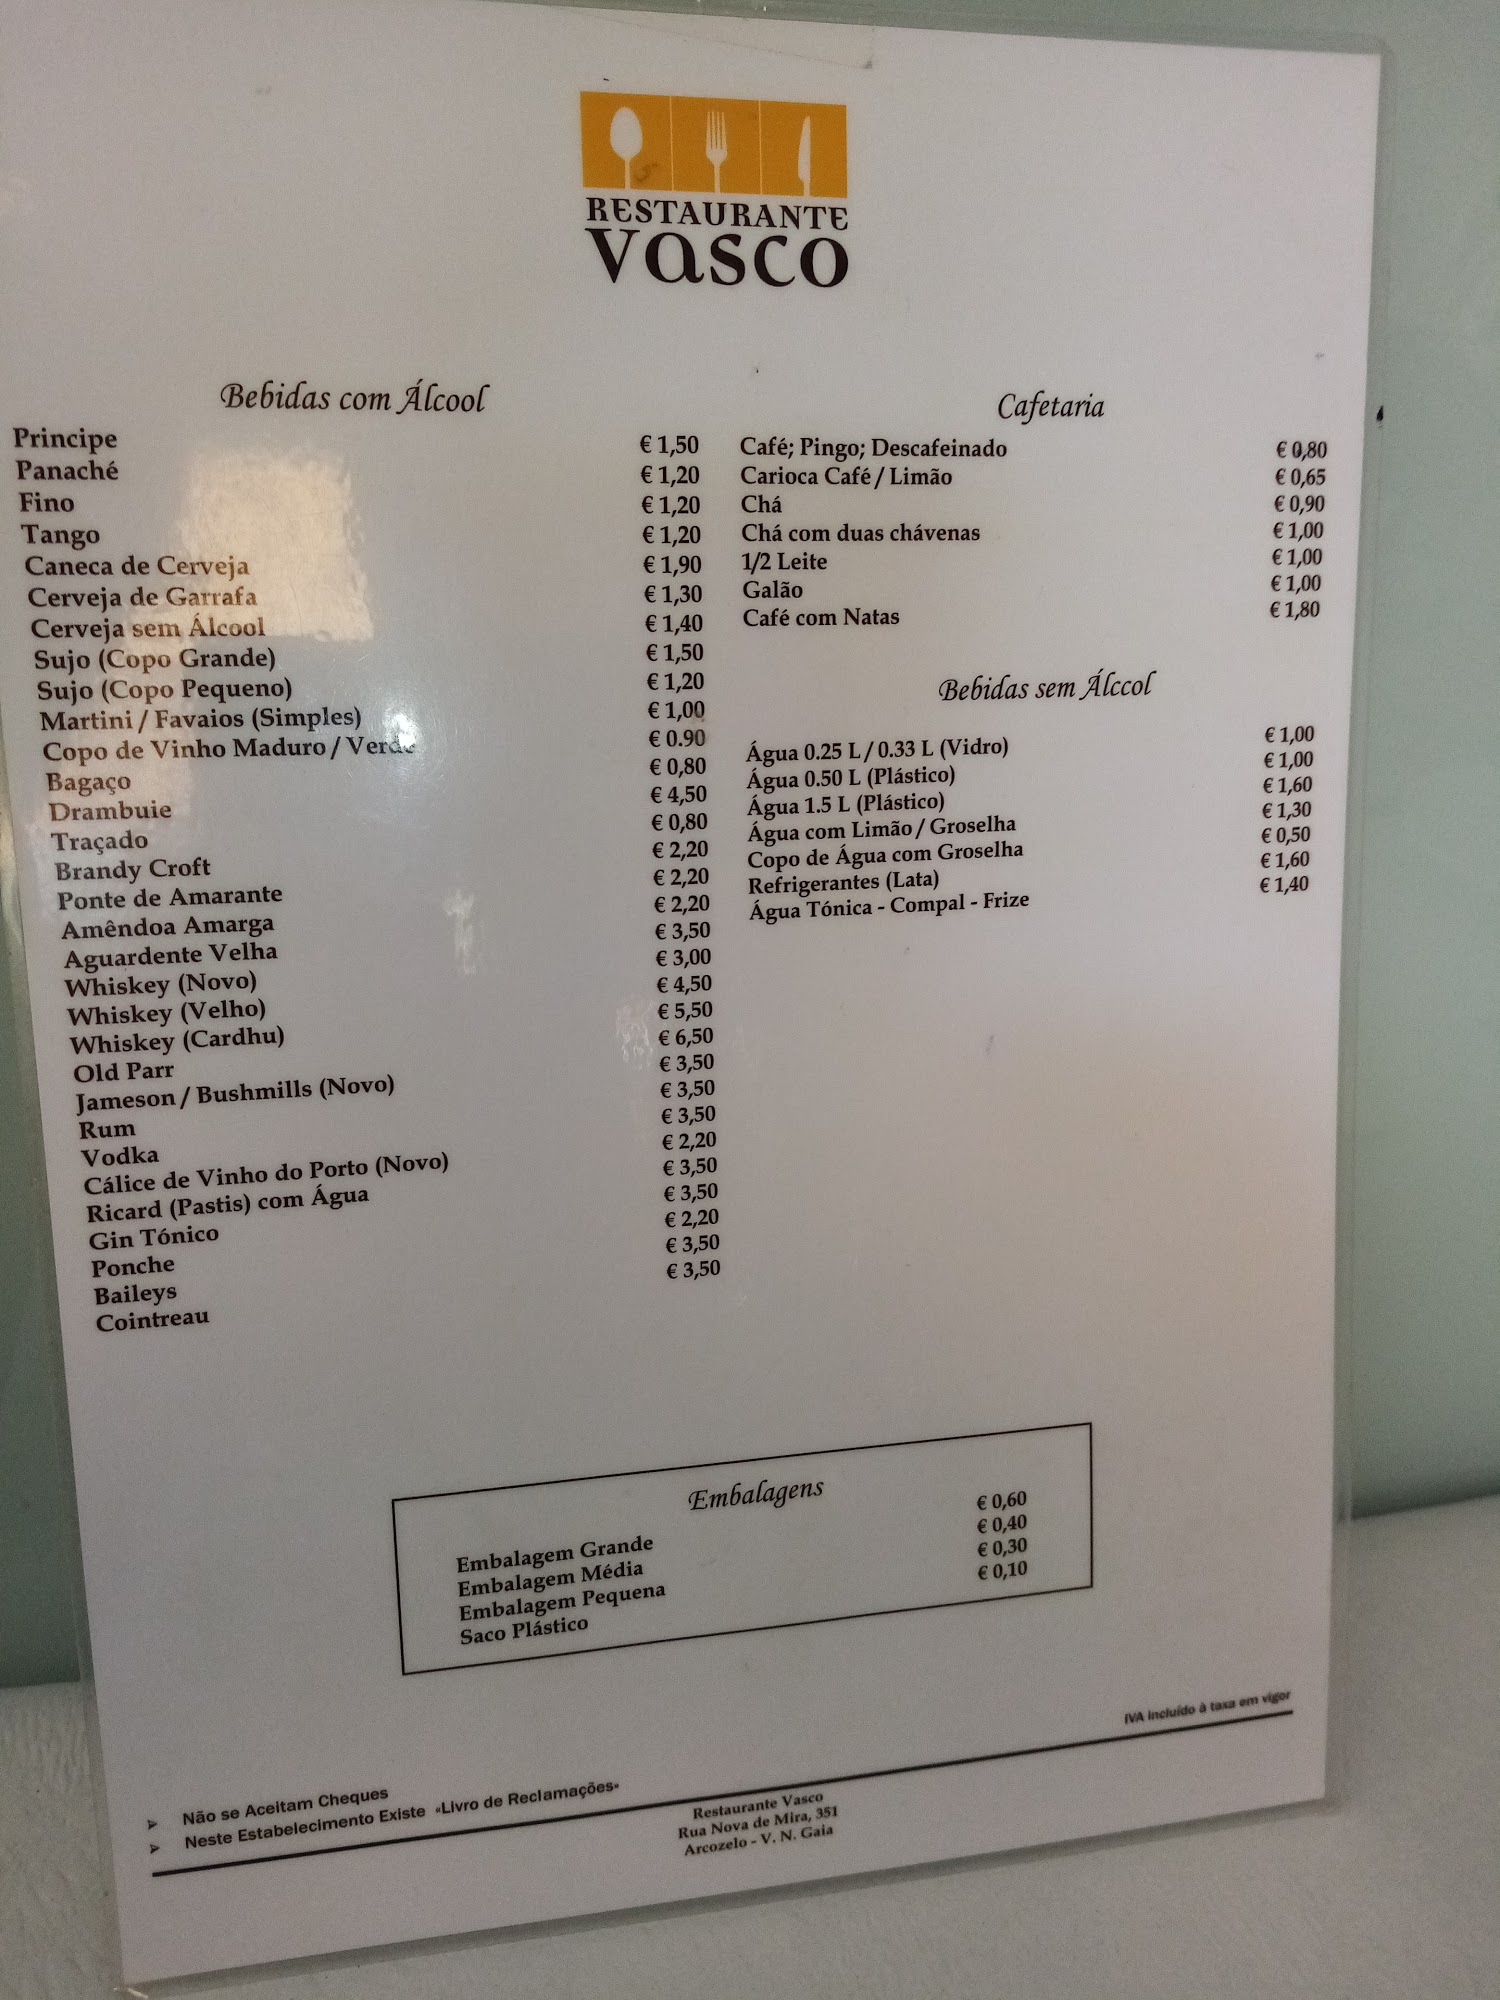 RESTAURANTE
VASCO
Bebidas com Álcool
Principe € 1,50
Panaché € 1,20
Fino € 1,20
Tango € 1,20
Caneca de Cerveja € 1,90
Cerveja de Garrafa € 1,30
Cerveja sem Álcool € 1,40
Sujo (Copo Grande) € 1,50
Sujo (Copo Pequeno) € 1,20
Martini / Favaios (Simples) € 1,00
Copo de Vinho Maduro / Verde € 0.90
Bagaço € 0,80
Drambuie € 4,50
Traçado € 0,80
Brandy Croft € 2,20
Ponte de Amarante € 2,20
Amêndoa Amarga € 2,20
Aguardente Velha € 3,50
Whiskey (Novo) € 3,00
Whiskey (Velho) € 4,50
Whiskey (Cardhu) € 5,50
Old Parr € 6,50
Jameson / Bushmills (Novo) € 3,50
Rum € 3,50
Vodka € 3,50
Cálice de Vinho do Porto (Novo) € 2,20
Ricard (Pastis) com Água € 3,50
Gin Tónico € 3,50
Ponche € 2,20
Baileys € 3,50
Cointreau € 3,50
Cafetaria
Café; Pingo; Descafeinado € 0,80
Carioca Café / Limão € 0,65
Chá € 0,90
Chá com duas chávenas € 1,00
1/2 Leite € 1,00
Galão € 1,00
Café com Natas € 1,80
Bebidas sem Álccol
Água 0.25 L / 0.33 L (Vidro) € 1,00
Água 0.50 L (Plástico) € 1,00
Água 1.5 L (Plástico) € 1,60
Água com Limão / Groselha € 1,30
Copo de Água com Groselha € 0,50
Refrigerantes (Lata) € 1,60
Água Tónica - Compal - Frize € 1,40
Embalagens
Embalagem Grande € 0,60
Embalagem Média € 0,40
Embalagem Pequena € 0,30
Saco Plástico € 0,10
IVA incluído à taxa em vigor
Não se Aceitam Cheques
Neste Estabelecimento Existe «Livro de Reclamações»
Restaurante Vasco
Rua Nova de Mira, 351
Arcozelo - V. N. Gaia